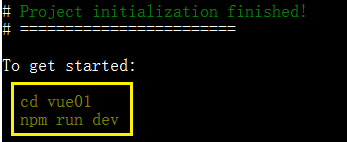 # Project initialization finished!
# ========================
To get started:
cd vue01
npm run dev